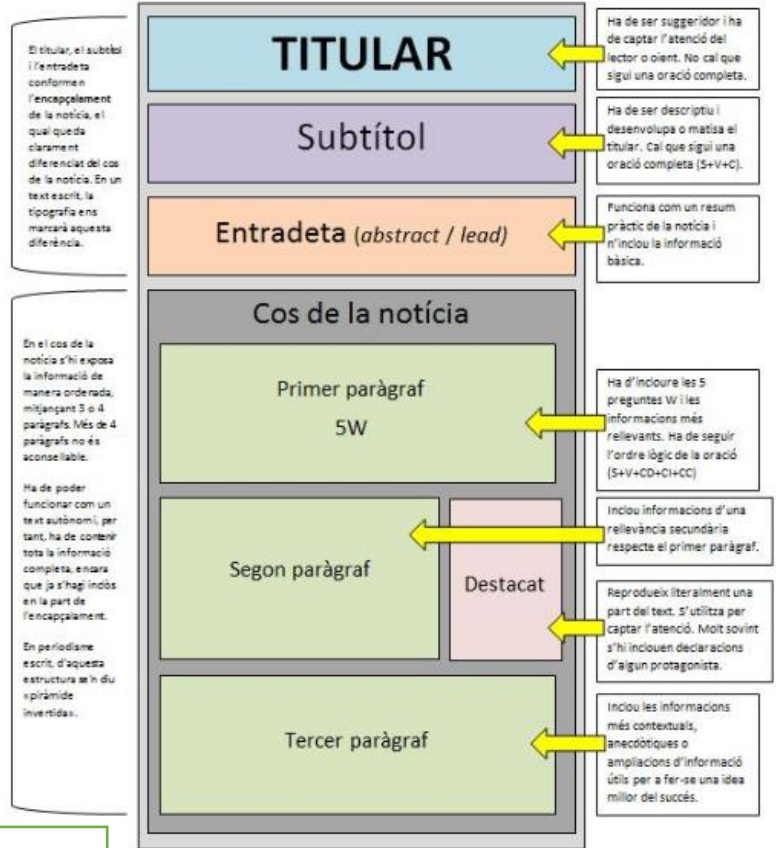 El titular, el subtítol
i l'entradeta
conformen
l'encapçalament
de la notícia, el
qual queda
clarament
diferenciat del cos
de la notícia. En un
text escrit, la
tipografia ens
marcarà aquesta
diferència.
En el cos de la
notícia s'hi exposa
la informació de
manera ordenada,
mitjançant 3 o 4
paràgrafs. Més de 4
paràgrafs no és
aconsellable.
Ha de poder
funcionar com un
text autònom i, per
tant, ha de contenir
tota la informació
completa, encara
que ja s'hagi inclòs
en la part de
l'encapçalament.
En periodisme
escrit, d'aquesta
estructura se'n diu
«piràmide
invertida».
TITULAR
Subtítol
Entradeta (abstract / lead)
Cos de la notícia
Primer paràgraf
5W
Segon paràgraf
Destacat
Tercer paràgraf
Ha de ser suggeridor i ha
de captar l'atenció del
lector o oient. No cal que
sigui una oració completa.
Ha de ser descriptiu i
desenvolupa o matisa el
titular. Cal que sigui una
oració completa (S+V+C).
Funciona com un resum
pràctic de la notícia i
n'inclou la informació
bàsica.
Ha d'incloure les 5
preguntes W i les
informacions més
rellevants. Ha de seguir
l'ordre lògic de la oració
(S+V+CD+CI+CC)
Inclou informacions d'una
rellevància secundària
respecte el primer paràgraf.
Reprodueix literalment una
part del text. S'utilitza per
captar l'atenció. Molt sovint
s'hi inclouen declaracions
d'algun protagonista.
Inclou les informacions
més contextuals,
anecdòtiques o
ampliacions d'informació
útils per a fer-se una idea
millor del succés.